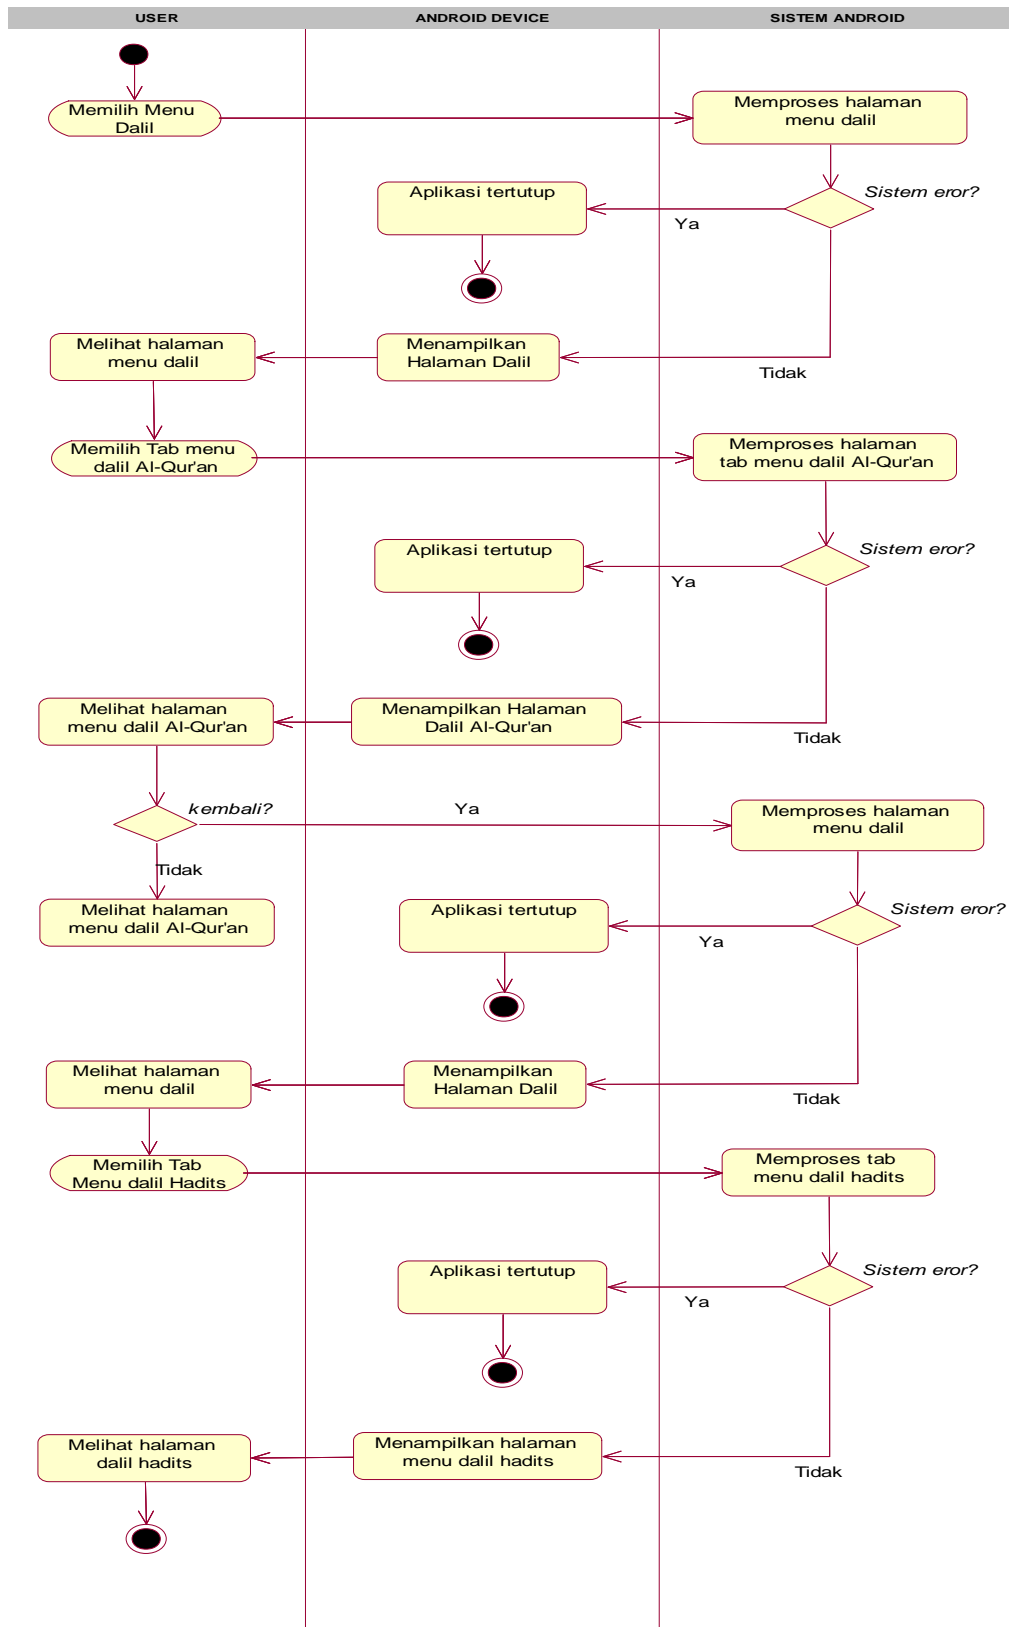 USER
ANDROID DEVICE
SISTEM ANDROID
Memilih Menu
Dalil
Memproses halaman
menu dalil
Aplikasi tertutup
Sistem eror?
Ya
Melihat halaman
menu dalil
Menampilkan
Halaman Dalil
Tidak
Memilih Tab menu
dalil Al-Qur'an
Memproses halaman
tab menu dalil Al-Qur'an
Aplikasi tertutup
Sistem eror?
Ya
Melihat halaman
menu dalil Al-Qur'an
Menampilkan Halaman
Dalil Al-Qur'an
Tidak
kembali?
Ya
Memproses halaman
menu dalil
Tidak
Melihat halaman
menu dalil Al-Qur'an
Aplikasi tertutup
Sistem eror?
Ya
Melihat halaman
menu dalil
Menampilkan
Halaman Dalil
Tidak
Memilih Tab
Menu dalil Hadits
Memproses tab
menu dalil hadits
Aplikasi tertutup
Sistem eror?
Ya
Melihat halaman
dalil hadits
Menampilkan halaman
menu dalil hadits
Tidak